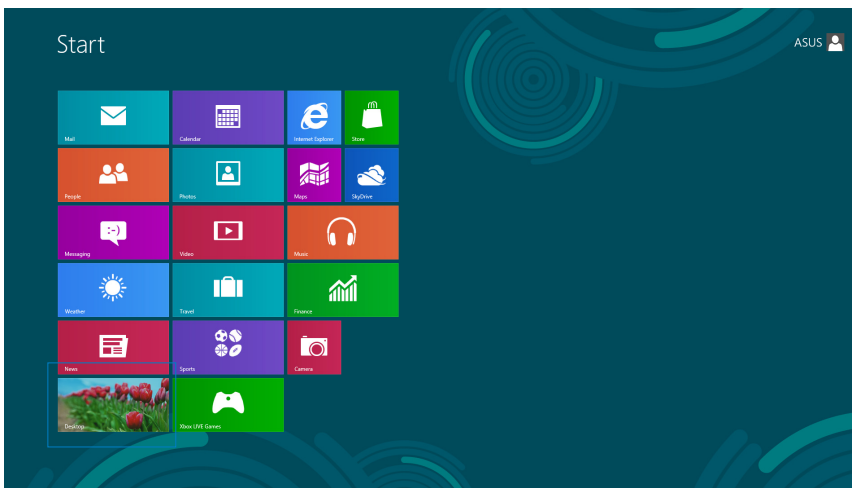 Start
ASUS
Mail
Calendar
Internet Explorer
Store
People
Photos
Maps
SkyDrive
:-)
Messaging
Video
Music
Weather
Travel
Finance
News
Sports
Camera
Desktop
Xbox LIVE Games